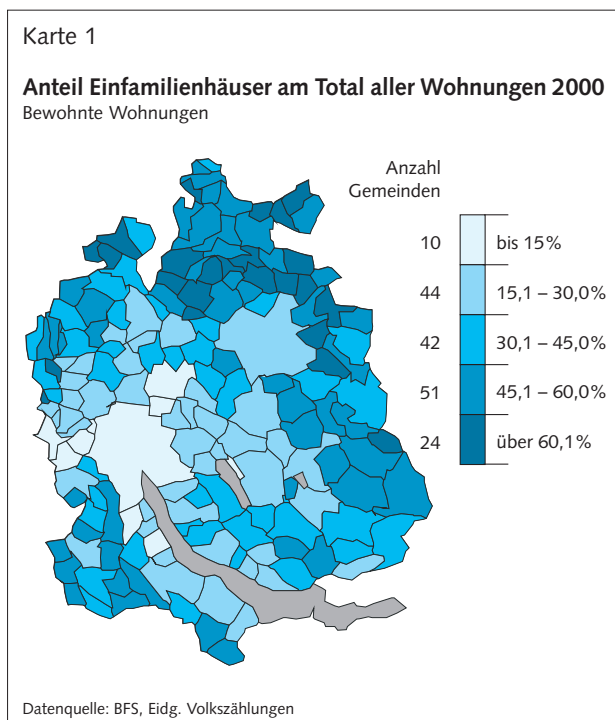 Karte 1
Anteil Einfamilienhäuser am Total aller Wohnungen 2000
Bewohnte Wohnungen
Anzahl
Gemeinden
10 bis 15%
44 15,1 – 30,0%
42 30,1 – 45,0%
51 45,1 – 60,0%
24 über 60,1%
Datenquelle: BFS, Eidg. Volkszählungen